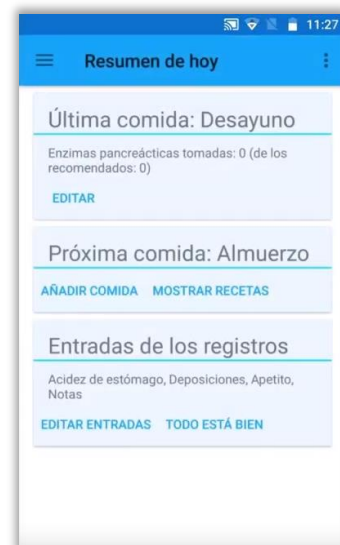 11:27
Resumen de hoy
Última comida: Desayuno
Enzimas pancreácticas tomadas: 0 (de los
recomendados: 0)
EDITAR
Próxima comida: Almuerzo
AÑADIR COMIDA MOSTRAR RECETAS
Entradas de los registros
Acidez de estómago, Deposiciones, Apetito,
Notas
EDITAR ENTRADAS TODO ESTÁ BIEN